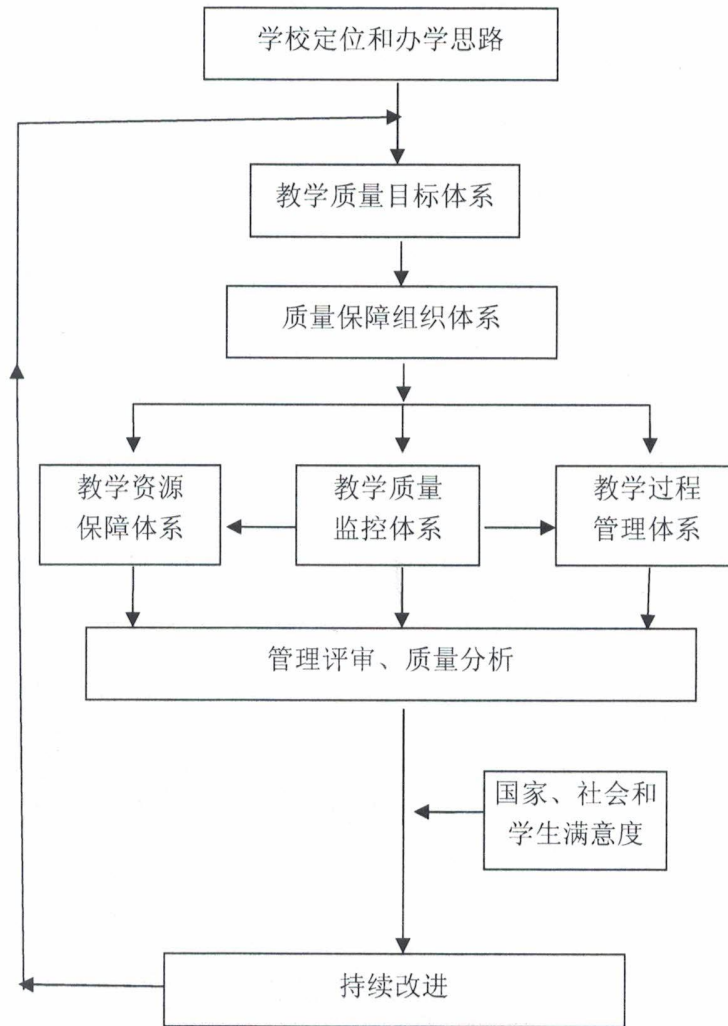 学校定位和办学思路
教学质量目标体系
质量保障组织体系
教学资源
保障体系
教学质量
监控体系
教学过程
管理体系
管理评审、质量分析
国家、社会和
学生满意度
持续改进